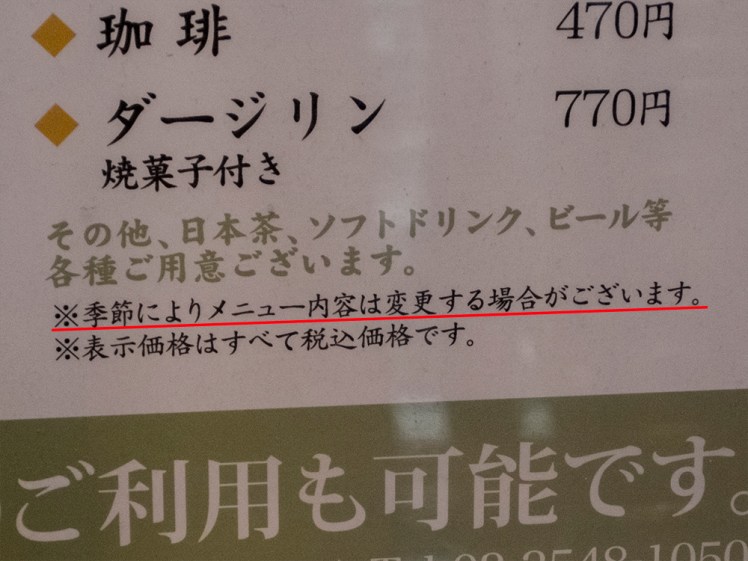 ◆珈琲 470円
◆ダージリン 770円
焼菓子付き
その他、日本茶、ソフトドリンク、ビール等
各種ご用意ございます。
※季節によりメニュー内容は変更する場合がございます。
※表示価格はすべて税込価格です。
ご利用も可能です。
Tel 03-3548-1050